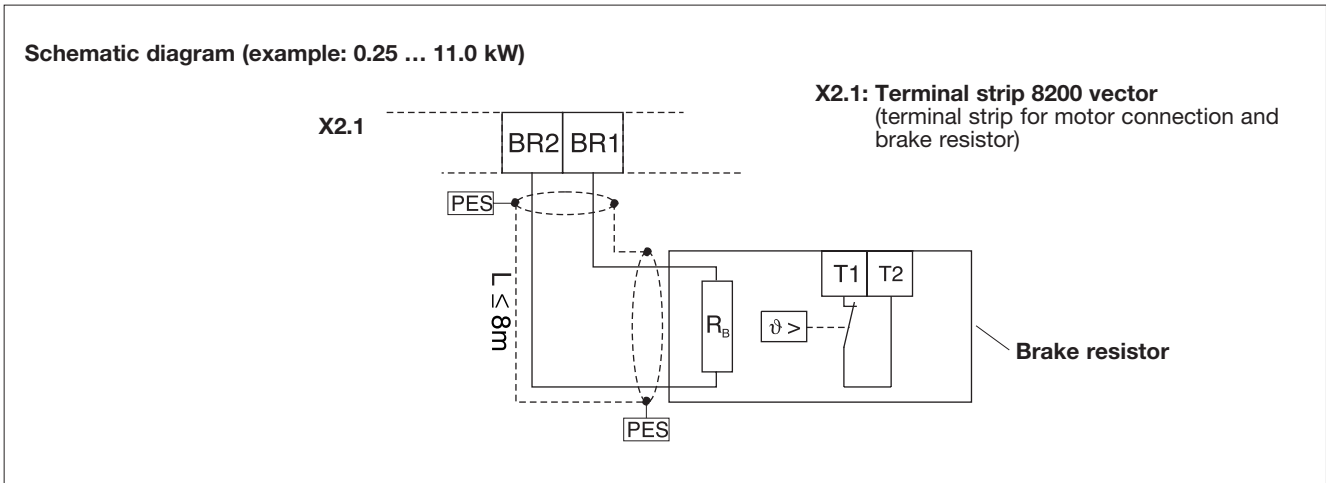 Schematic diagram (example: 0.25 … 11.0 kW)
X2.1: Terminal strip 8200 vector
(terminal strip for motor connection and
brake resistor)
X2.1
BR2 BR1
PES
L ≤ 8m
T1 T2
RB
ϑ >
Brake resistor
PES